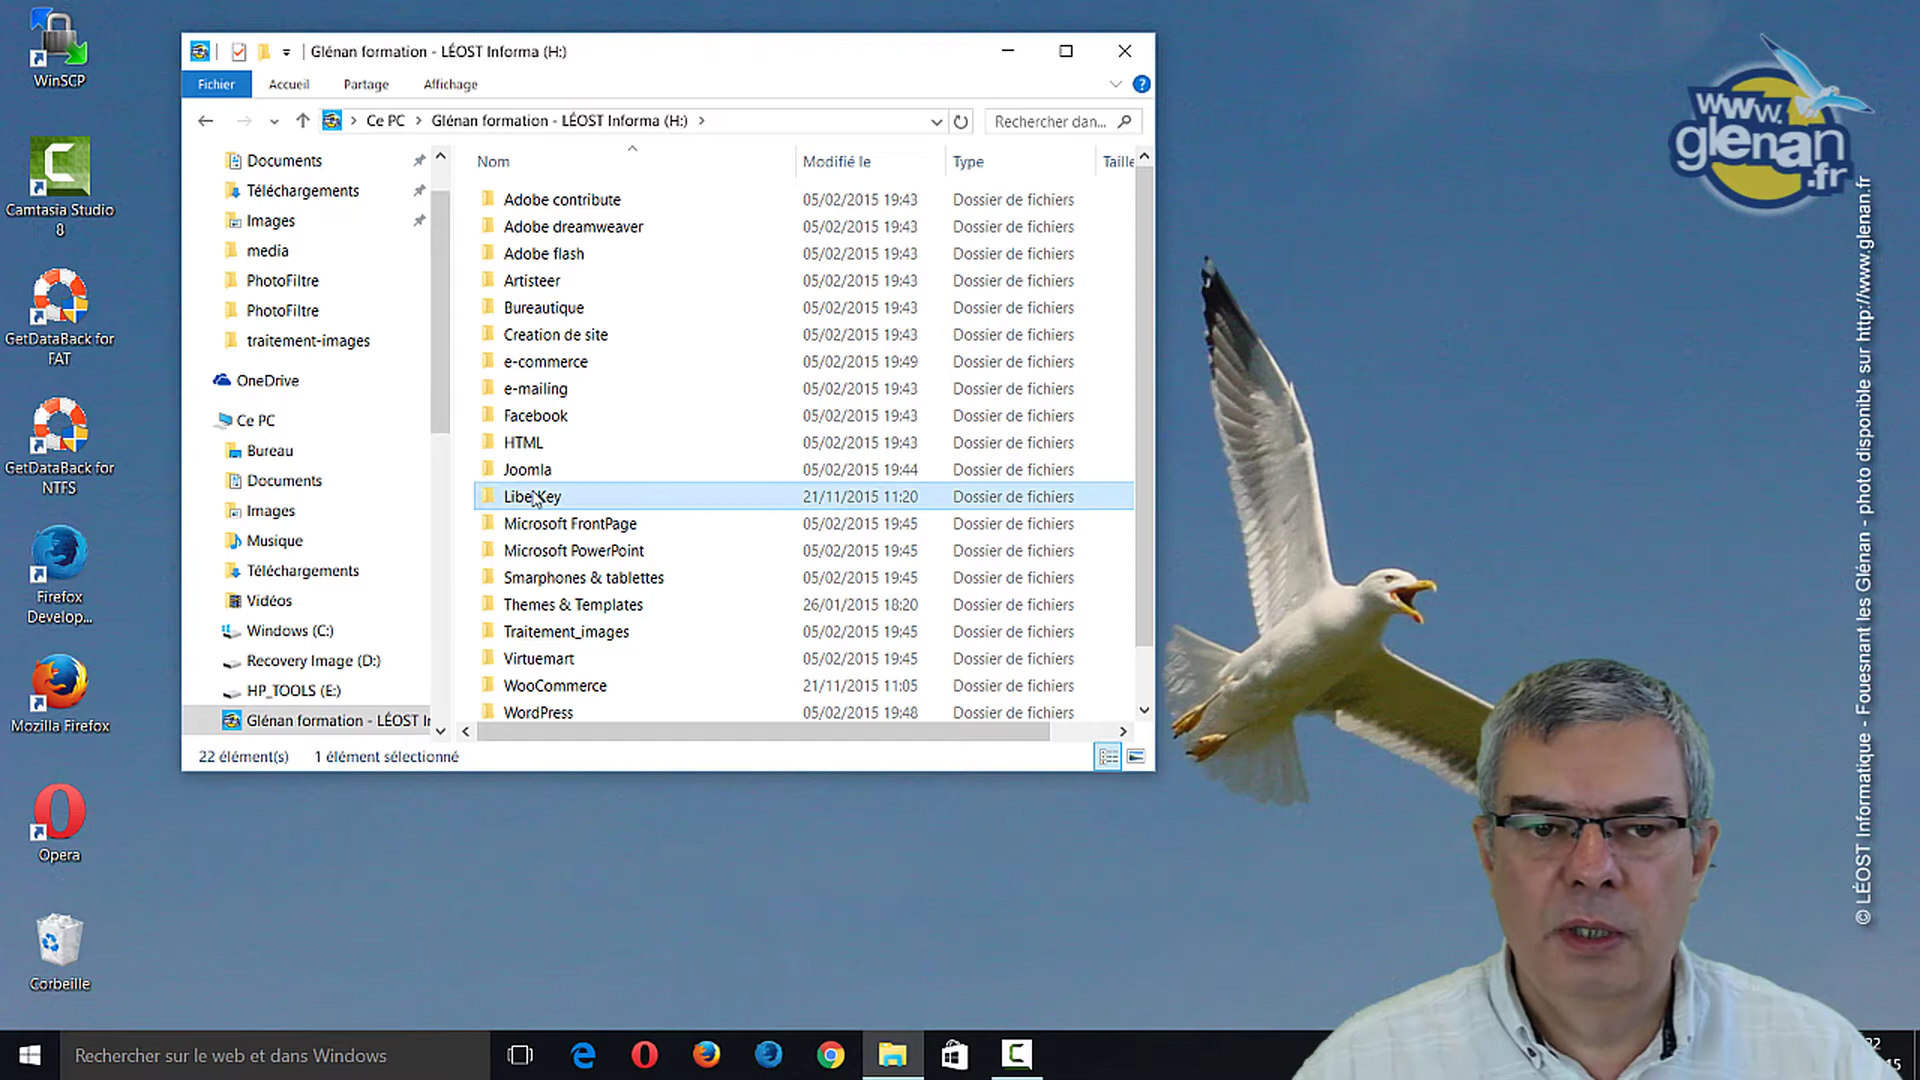 WinSCP
Camtasia Studio
8
GetDataBack for
FAT
GetDataBack for
NTFS
Firefox
Develop...
Mozilla Firefox
Opera
Corbeille
Glénan formation - LÉOST Informa (H:)
Fichier
Accueil
Partage
Affichage
Ce PC
Glénan formation - LÉOST Informa (H:)
Rechercher dan...
Documents
Téléchargements
Images
media
PhotoFiltre
PhotoFiltre
traitement-images
OneDrive
Ce PC
Bureau
Documents
Images
Musique
Téléchargements
Vidéos
Windows (C:)
Recovery Image (D:)
HP_TOOLS (E:)
Glénan formation - LÉOST Ir
Nom Modifié le Type Taille
Adobe contribute 05/02/2015 19:43 Dossier de fichiers
Adobe dreamweaver 05/02/2015 19:43 Dossier de fichiers
Adobe flash 05/02/2015 19:43 Dossier de fichiers
Artisteer 05/02/2015 19:43 Dossier de fichiers
Bureautique 05/02/2015 19:43 Dossier de fichiers
Creation de site 05/02/2015 19:43 Dossier de fichiers
e-commerce 05/02/2015 19:49 Dossier de fichiers
e-mailing 05/02/2015 19:43 Dossier de fichiers
Facebook 05/02/2015 19:43 Dossier de fichiers
HTML 05/02/2015 19:43 Dossier de fichiers
Joomla 05/02/2015 19:44 Dossier de fichiers
LiberKey 21/11/2015 11:20 Dossier de fichiers
Microsoft FrontPage 05/02/2015 19:45 Dossier de fichiers
Microsoft PowerPoint 05/02/2015 19:45 Dossier de fichiers
Smarphones & tablettes 05/02/2015 19:45 Dossier de fichiers
Themes & Templates 26/01/2015 18:20 Dossier de fichiers
Traitement_images 05/02/2015 19:45 Dossier de fichiers
Virtuemart 05/02/2015 19:45 Dossier de fichiers
WooCommerce 21/11/2015 11:05 Dossier de fichiers
WordPress 05/02/2015 19:48 Dossier de fichiers
22 élément(s) 1 élément sélectionné
www.
glenan
.fr
© LÉOST Informatique - Fouesnant les Glénan - photo disponible sur http://www.glenan.fr
Rechercher sur le web et dans Windows